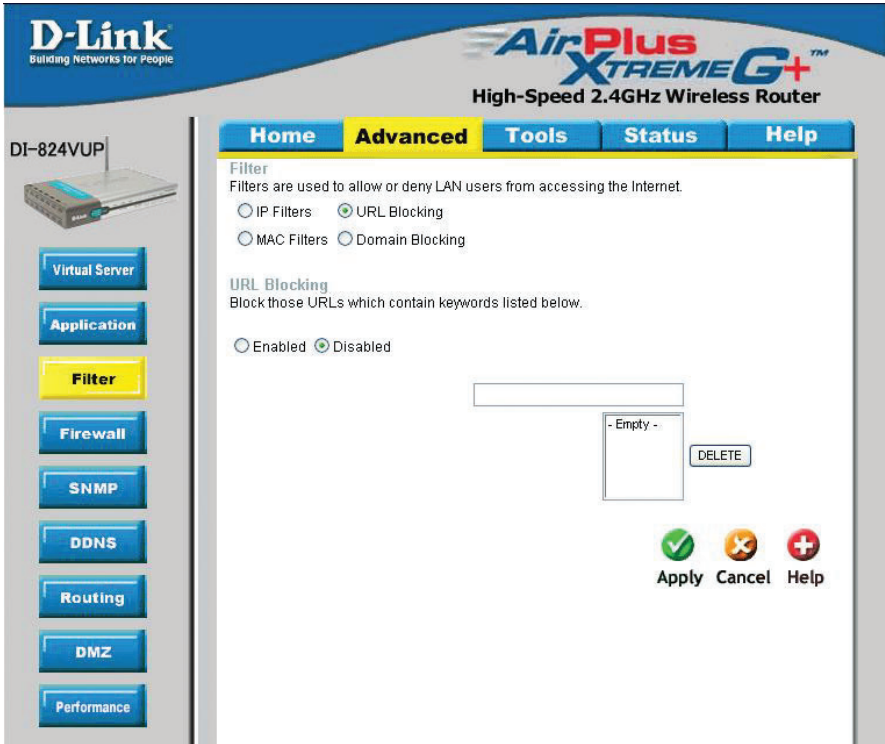 D-Link
Building Networks for People
AirPlus
XTREME G+™
High-Speed 2.4GHz Wireless Router
DI-824VUP
Home Advanced Tools Status Help
Filter
Filters are used to allow or deny LAN users from accessing the Internet.
IP Filters URL Blocking
MAC Filters Domain Blocking
URL Blocking
Block those URLs which contain keywords listed below.
Enabled Disabled
- Empty -
DELETE
Apply Cancel Help
Virtual Server
Application
Filter
Firewall
SNMP
DDNS
Routing
DMZ
Performance